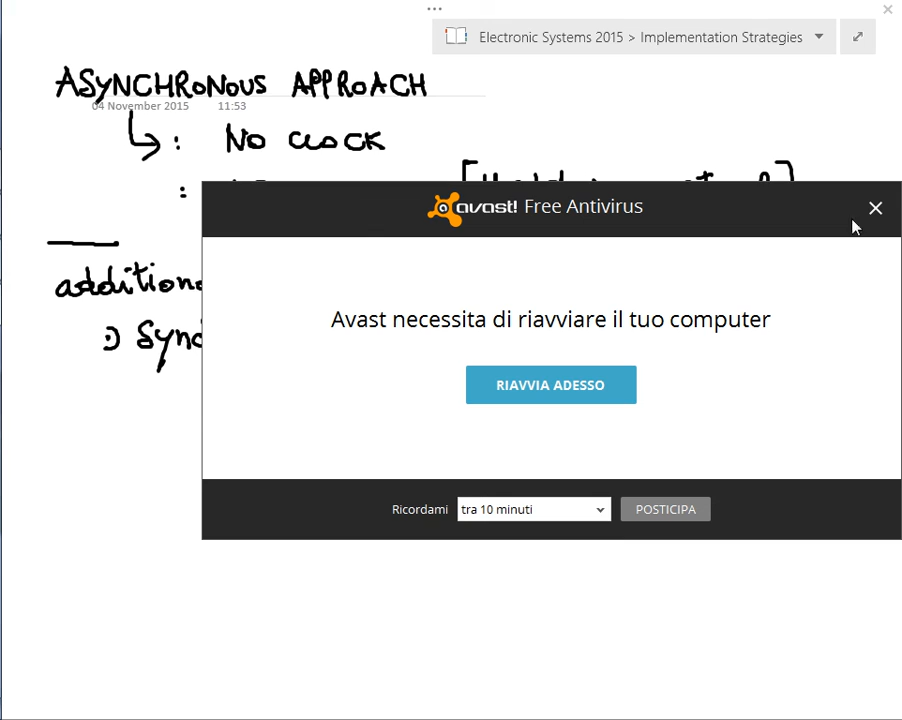 Electronic Systems 2015 > Implementation Strategies
ASYNCHRONOUS APPROACH
04 November 2015 11:53
: NO CLOCK
:
avast! Free Antivirus
Avast necessita di riavviare il tuo computer
RIAVVIA ADESSO
Ricordami tra 10 minuti POSTICIPA